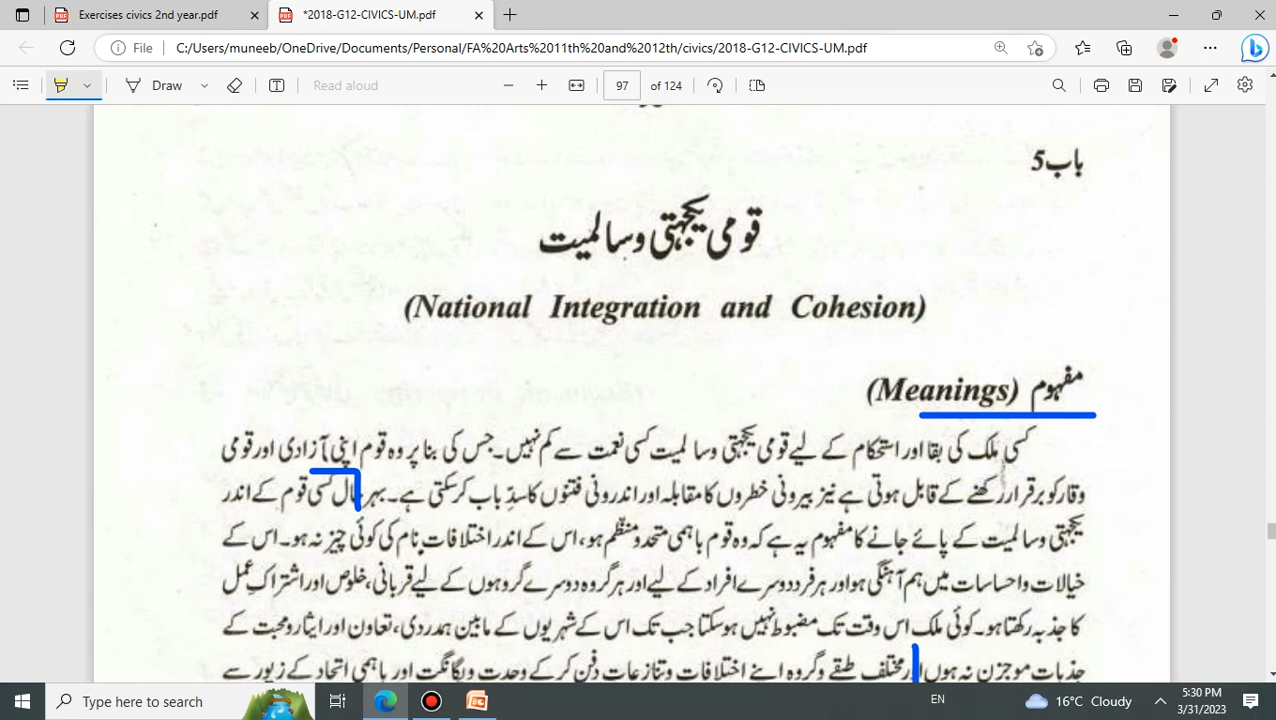 Exercises civics 2nd year.pdf
*2018-G12-CIVICS-UM.pdf
File
C:/Users/muneeb/OneDrive/Documents/Personal/FA%20Arts%2011th%20and%2012th/civics/2018-G12-CIVICS-UM.pdf
Draw
Read aloud
97 of 124
باب 5
قومی یکجہتی وسالمیت
(National Integration and Cohesion)
مفہوم (Meanings)
کسی ملک کی بقا اور استحکام کے لیے قومی یکجہتی وسالمیت کسی نعمت سے کم نہیں۔ جس کی بنا پر وہ قوم اپنی آزادی اور قومی
وقار کو برقرار رکھنے کے قابل ہوتی ہے نیز بیرونی خطروں کا مقابلہ اور اندرونی فتنوں کا سدِّ باب کر سکتی ہے۔ بہرحال کسی قوم کے اندر
یکجہتی وسالمیت کے پائے جانے کا مفہوم یہ ہے کہ وہ قوم باہمی متحد و منظّم ہو، اس کے اندر اختلافات نام کی کوئی چیز نہ ہو۔ اس کے
خیالات و احساسات میں ہم آہنگی ہو اور ہر فرد دوسرے افراد کے لیے اور ہر گروہ دوسرے گروہوں کے لیے قربانی، خلوص اور اشتراکِ عمل
کا جذبہ رکھتا ہو۔ کوئی ملک اس وقت تک مضبوط نہیں ہو سکتا جب تک اس کے شہریوں کے مابین ہمدردی، تعاون اور ایثار و محبت کے
جذبات موجزن نہ ہوں اور مختلف طبقے و گروہ اپنے اختلافات و تنازعات دفن کر کے وحدت و یگانگت اور باہمی اتحاد کے زیور سے
Type here to search
EN
16°C Cloudy
5:30 PM
3/31/2023